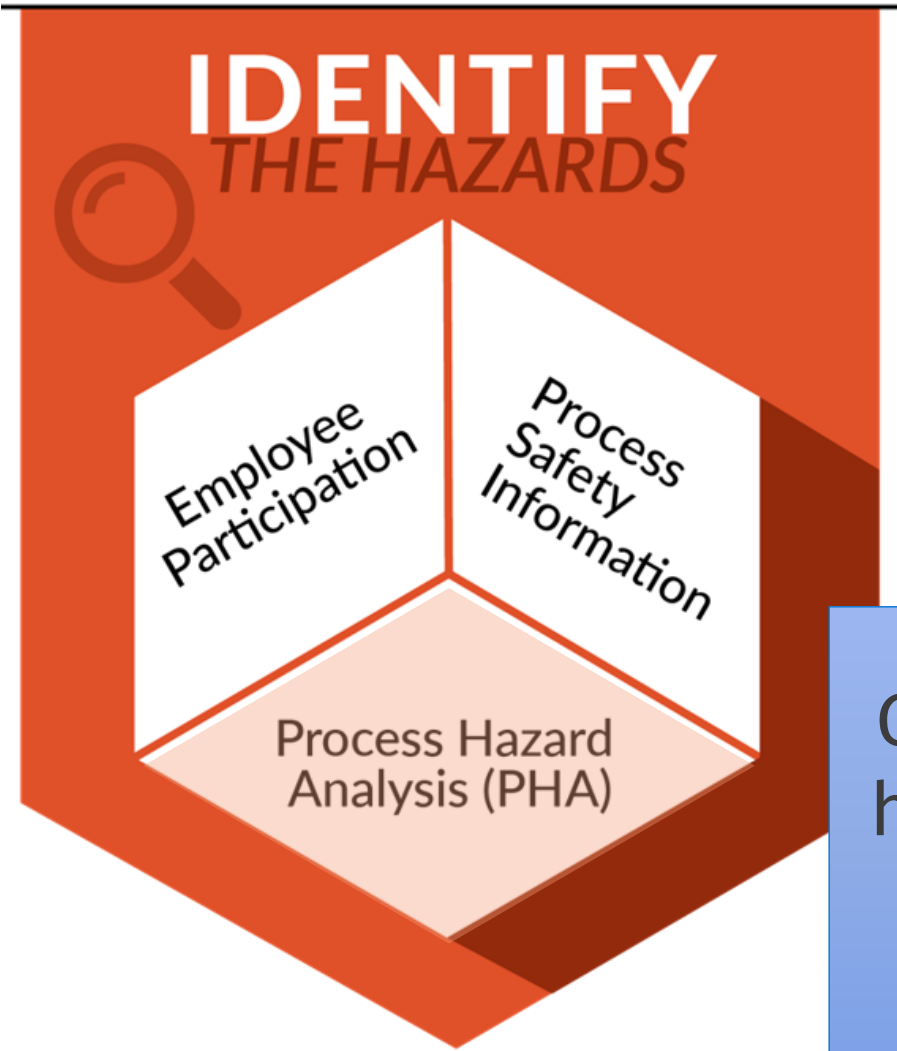 IDENTIFY
THE HAZARDS
Employee
Participation
Process
Safety
Information
Process Hazard
Analysis (PHA)